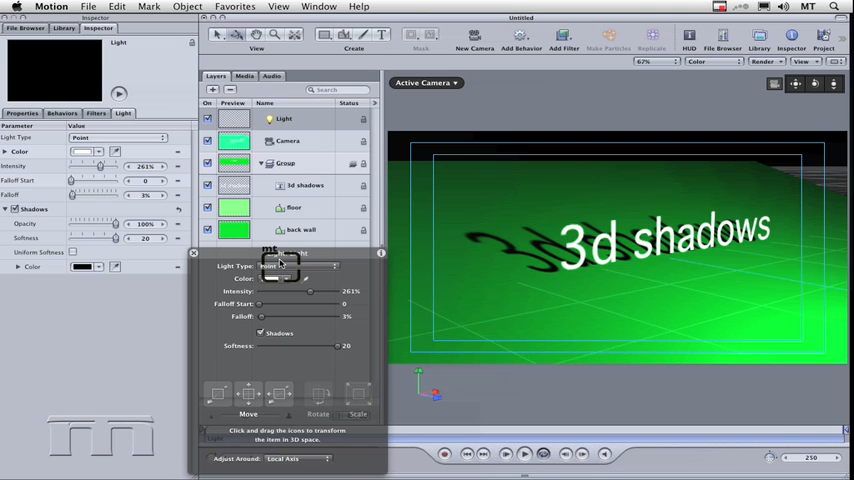 Motion File Edit Mark Object Favorites View Window Help MT
Inspector
Untitled
File Browser Library Inspector
Light
View
Create
Mask
New Camera
Add Behavior
Add Filter
Make Particles
Replicate
HUD
File Browser
Library
Inspector
Project
67%
Color
Render
View
Layers Media Audio
Search
On Preview Name Status
Light
Camera
Group
3d shadows
floor
back wall
Properties Behaviors Filters Light
Parameter Value
Light Type Point
Color
Intensity 261%
Falloff Start 0
Falloff 3%
Shadows
Opacity 100%
Softness 20
Uniform Softness
Color
Active Camera
3d shadows
mt
Light Type: Point
Color:
Intensity: 261%
Falloff Start: 0
Falloff: 3%
Shadows
Softness: 20
Move Rotate Scale
Click and drag the icons to transform
the item in 3D space.
Adjust Around: Local Axis
250